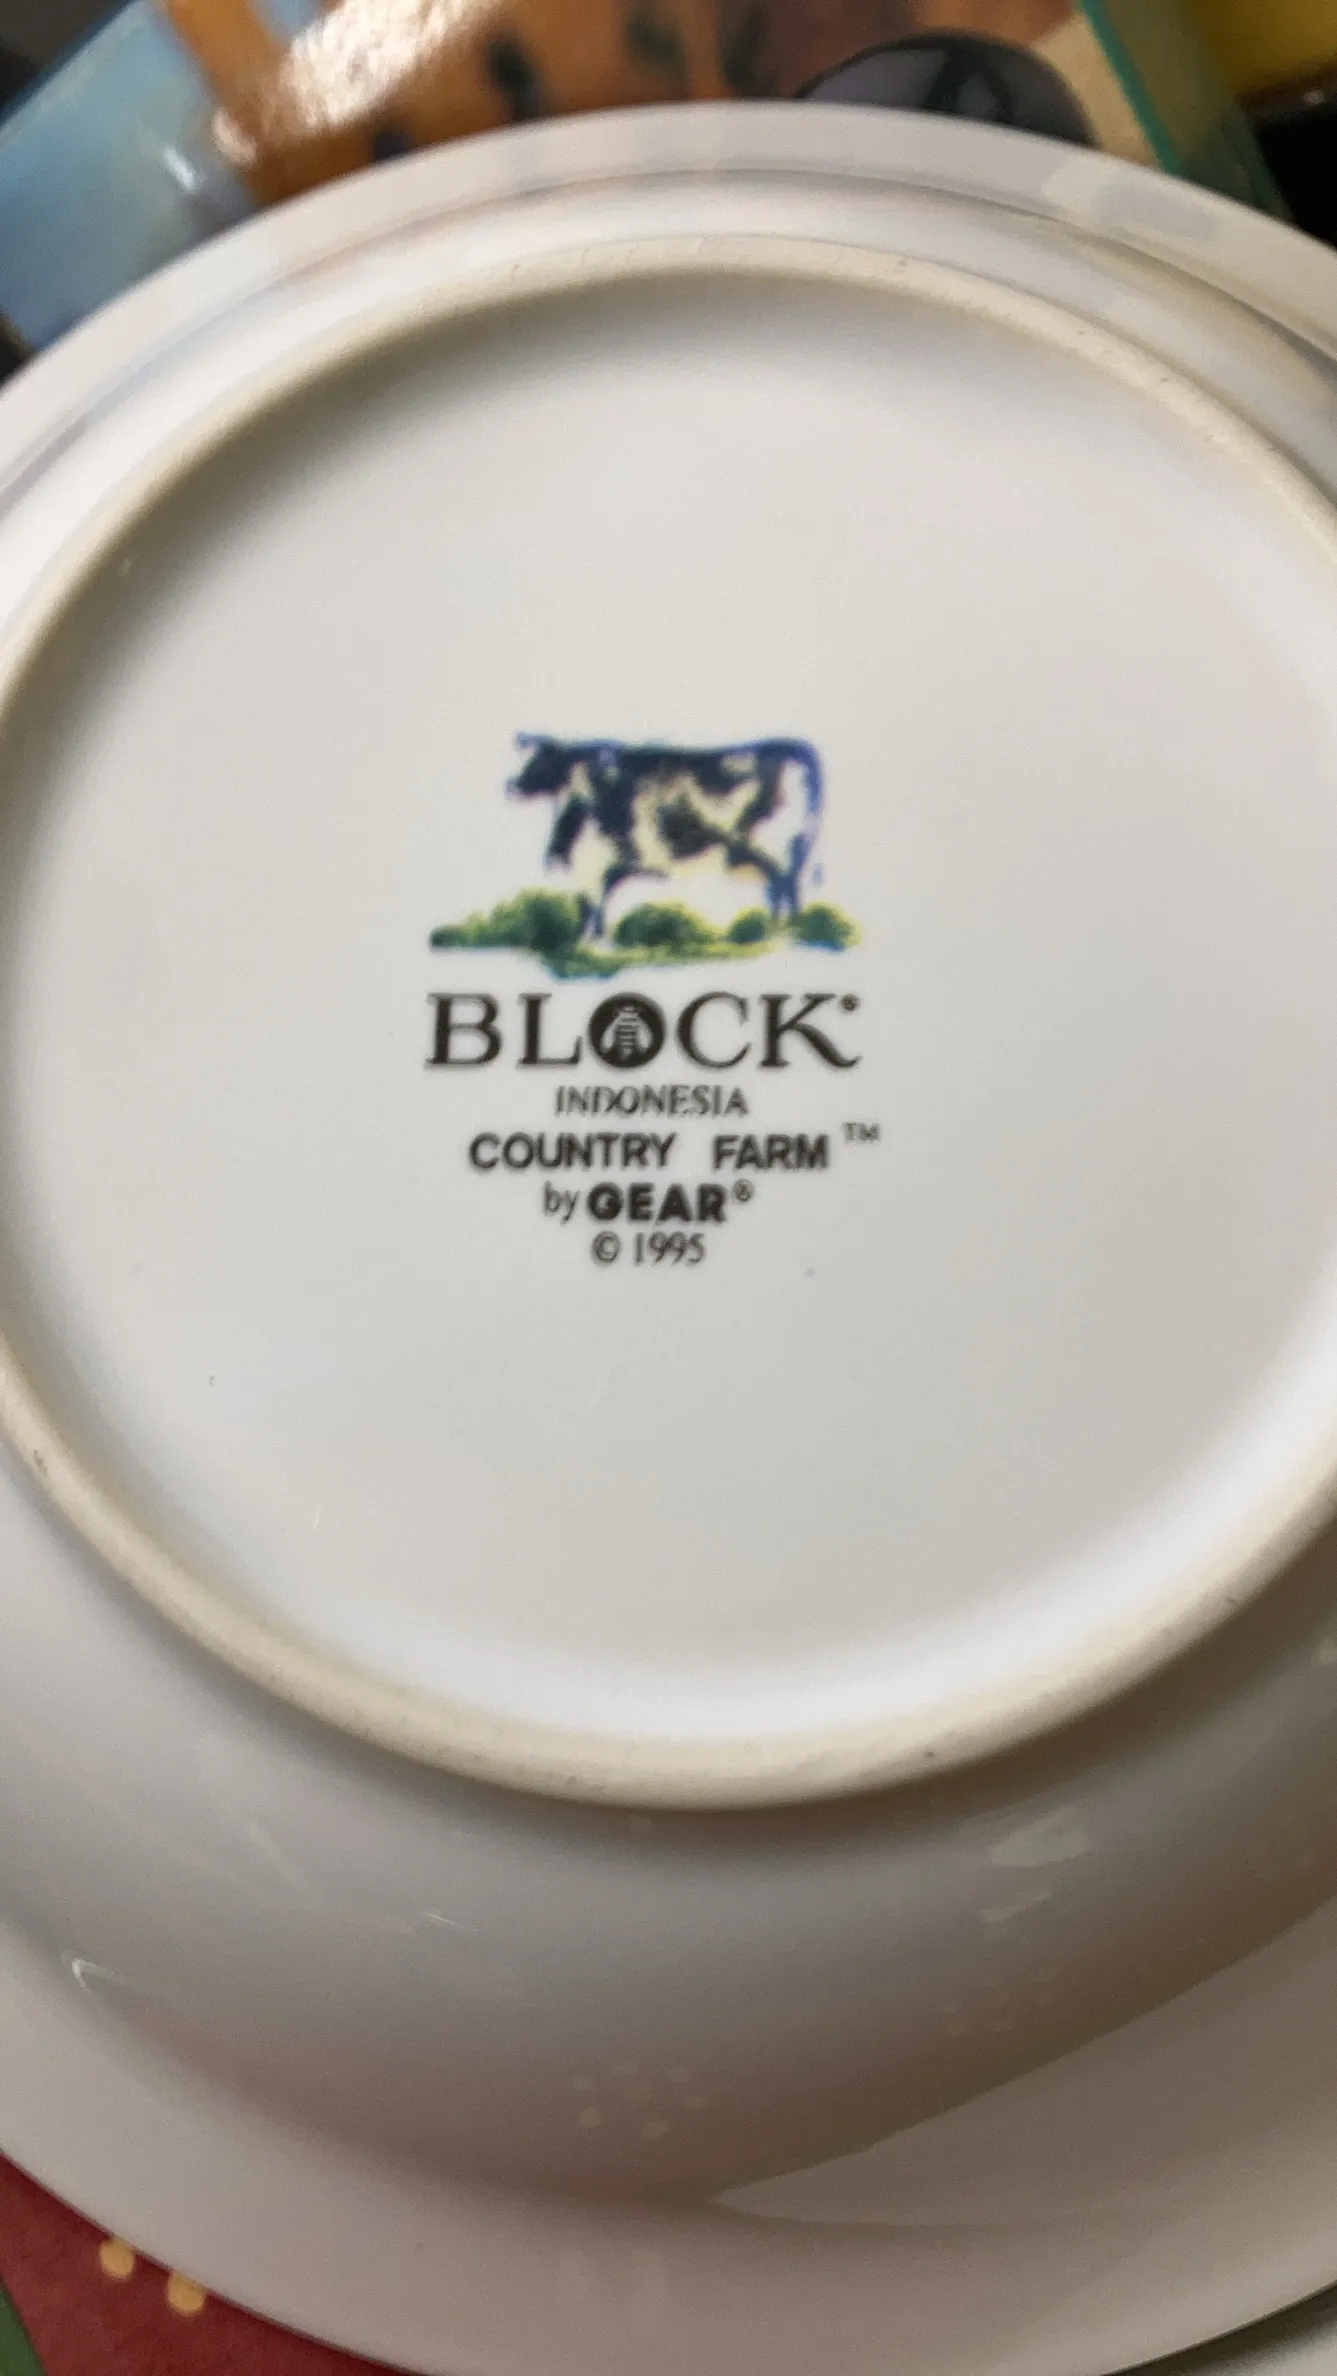 BLOCK®
INDONESIA
COUNTRY FARM™
by GEAR®
© 1995